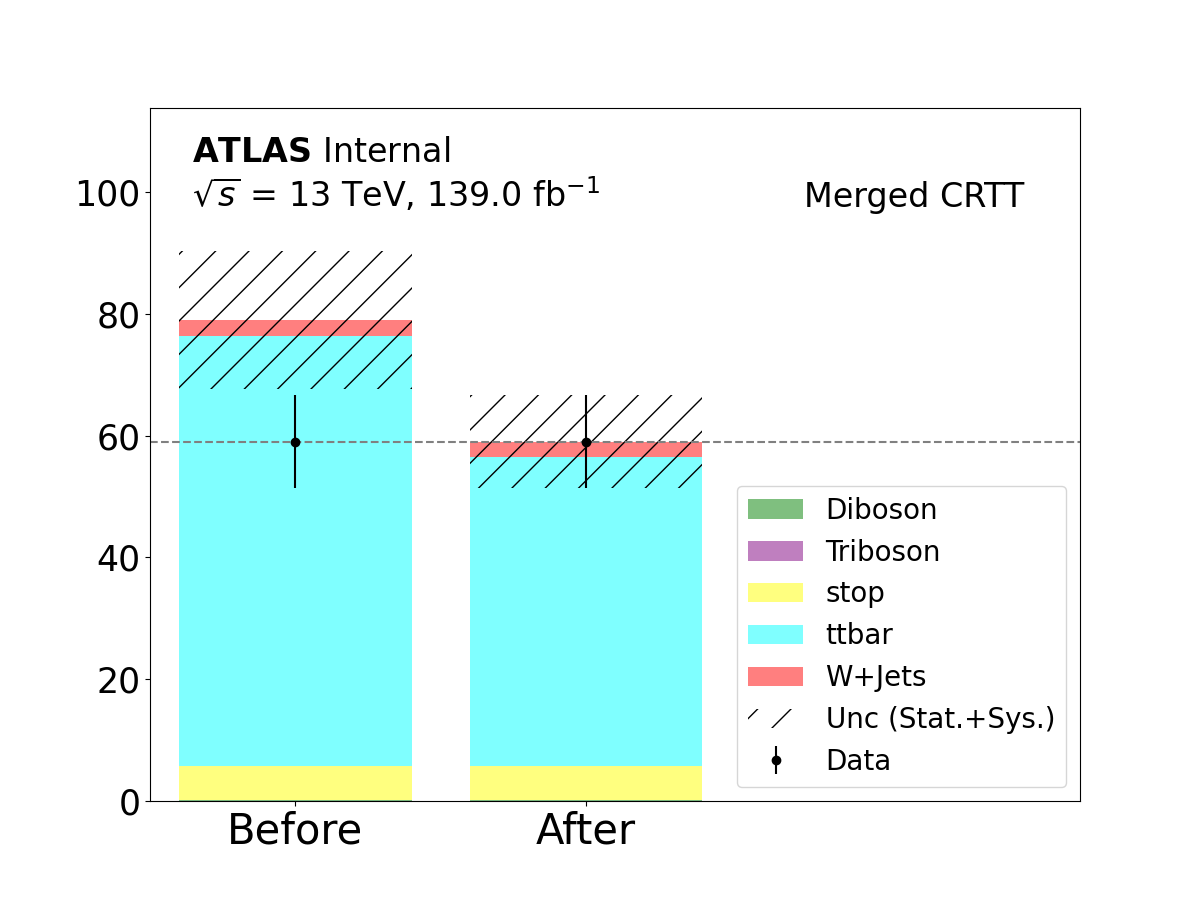 ATLAS Internal
√s = 13 TeV, 139.0 fb⁻¹
Merged CRTT
100
80
60
40
20
0
Before
After
Diboson
Triboson
stop
ttbar
W+Jets
Unc (Stat.+Sys.)
Data